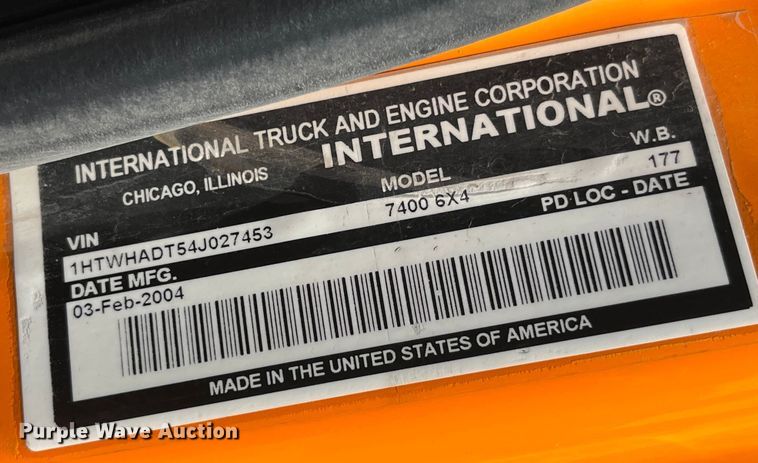 INTERNATIONAL TRUCK AND ENGINE CORPORATION
CHICAGO, ILLINOIS
INTERNATIONAL®
VIN
MODEL
W.B.
1HTWHADT54J027453
7400 6X4
177
DATE MFG.
PD LOC - DATE
03-Feb-2004
MADE IN THE UNITED STATES OF AMERICA
Purple Wave Auction